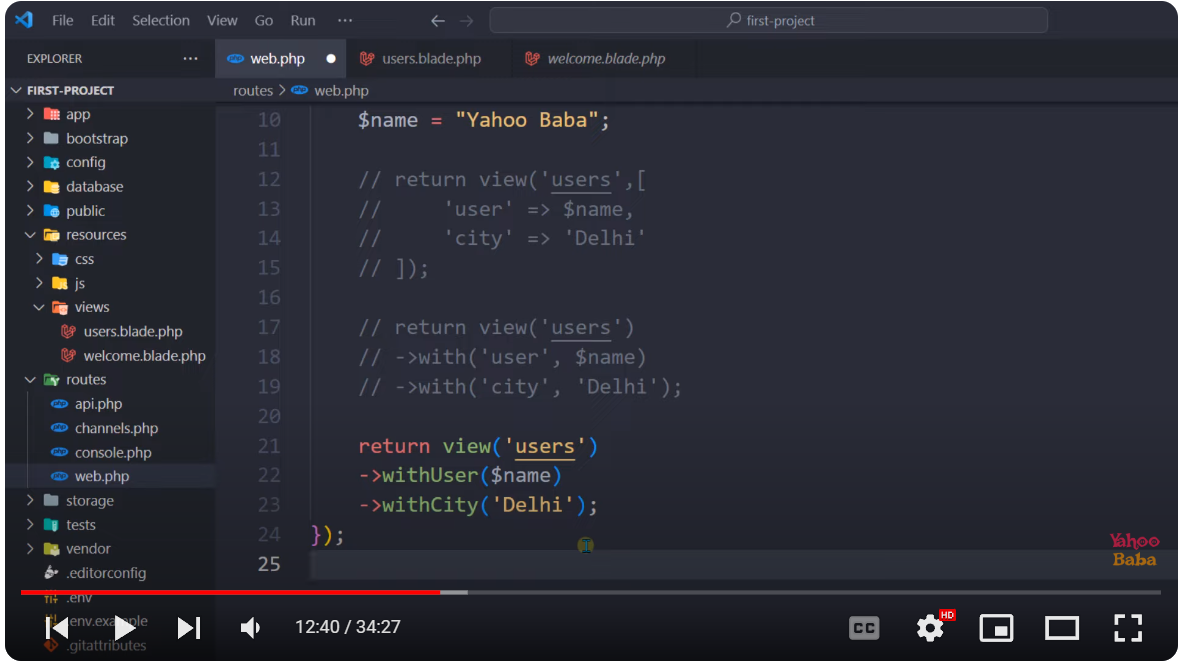 File Edit Selection View Go Run ··· ← → first-project
EXPLORER ··· web.php ● users.blade.php welcome.blade.php
FIRST-PROJECT
routes > web.php
app
bootstrap
config
database
public
resources
css
js
views
users.blade.php
welcome.blade.php
routes
api.php
channels.php
console.php
web.php
storage
tests
vendor
.editorconfig
.env
.env.example
.gitattributes
10 $name = "Yahoo Baba";
11
12 // return view('users',[
13 // 'user' => $name,
14 // 'city' => 'Delhi'
15 // ]);
16
17 // return view('users')
18 // ->with('user', $name)
19 // ->with('city', 'Delhi');
20
21 return view('users')
22 ->withUser($name)
23 ->withCity('Delhi');
24 });
25
Yahoo
Baba
12:40 / 34:27 CC HD